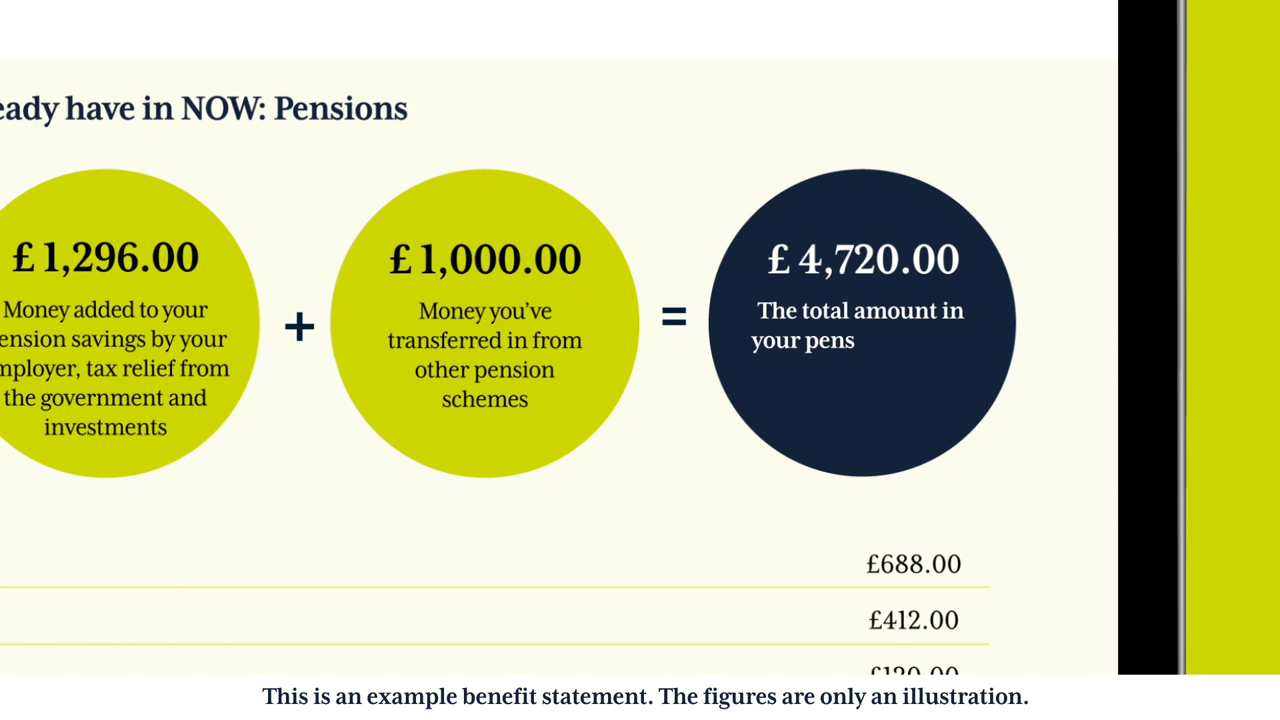 eady have in NOW: Pensions
£ 1,296.00
Money added to your
ension savings by your
mployer, tax relief from
the government and
investments
+
£ 1,000.00
Money you’ve
transferred in from
other pension
schemes
=
£ 4,720.00
The total amount in
your pens
£688.00
£412.00
This is an example benefit statement. The figures are only an illustration.